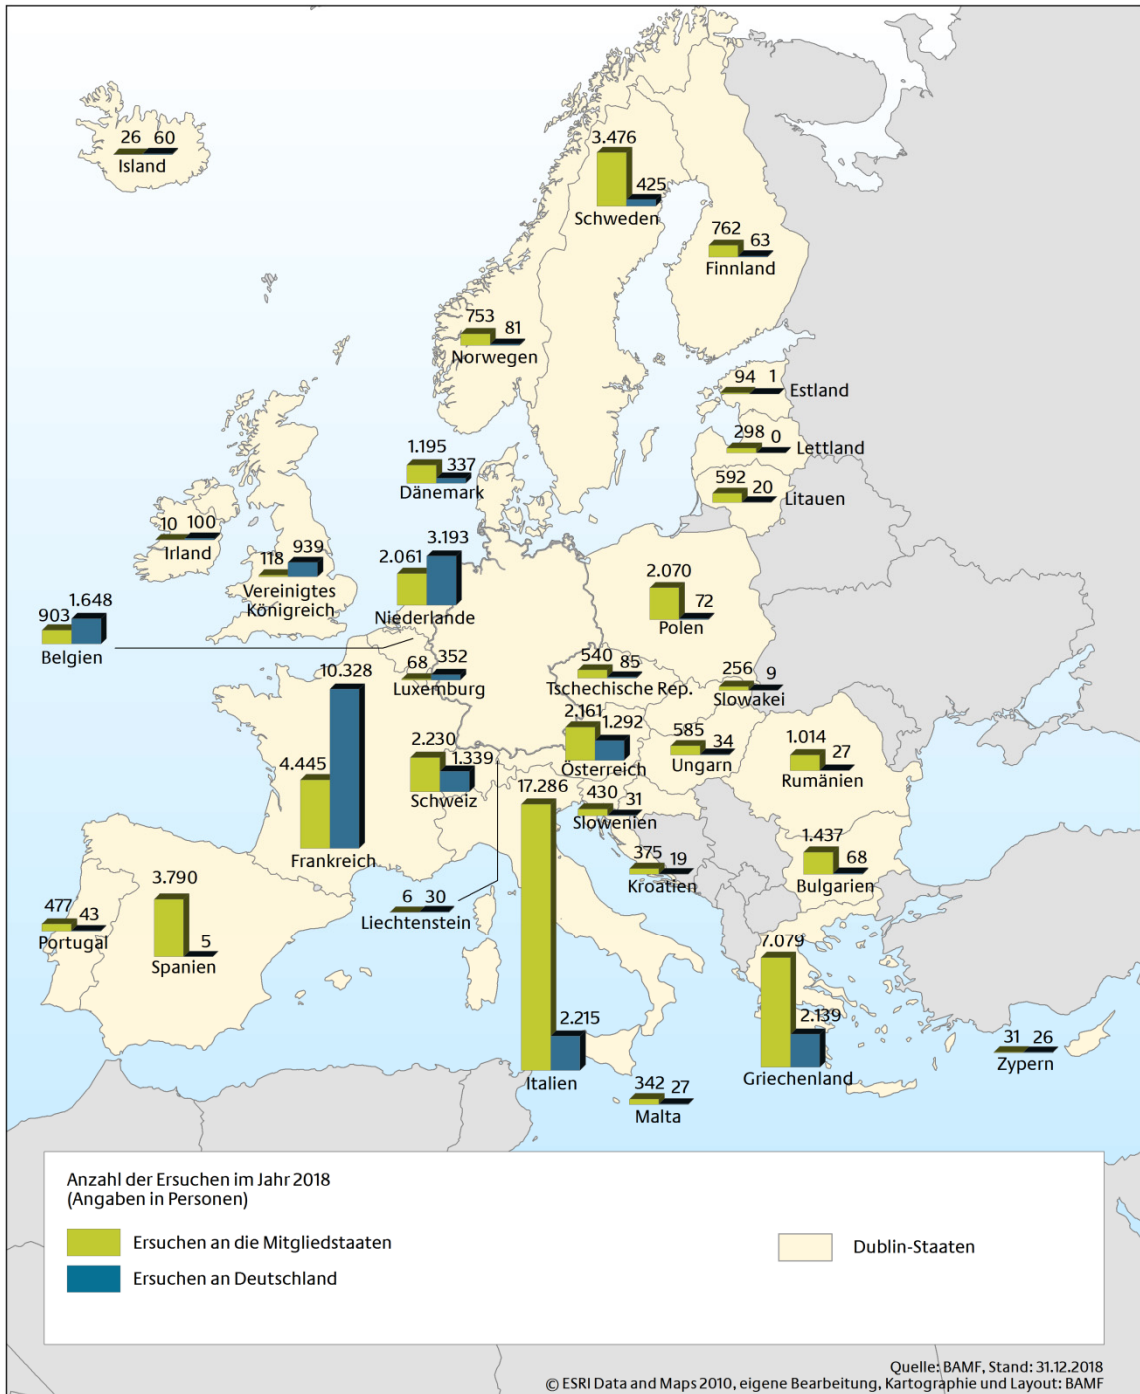 26 60
Island
3.476
425
Schweden
762 63
Finnland
753 81
Norwegen
94 1
Estland
298 0
Lettland
592 20
Litauen
1.195
337
Dänemark
10 100
Irland
118 939
Vereinigtes
Königreich
2.061 3.193
Niederlande
2.070
72
Polen
903 1.648
Belgien
68 352
Luxemburg
540 85
Tschechische Rep.
256 9
Slowakei
10.328
4.445
Frankreich
2.230
1.339
Schweiz
2.161
1.292
Österreich
585
34
Ungarn
1.014
27
Rumänien
17.286
2.215
Italien
430 31
Slowenien
375 19
Kroatien
1.437
68
Bulgarien
477
43
Portugal
3.790
5
Spanien
6 30
Liechtenstein
7.079
2.139
Griechenland
31 26
Zypern
342 27
Malta
Anzahl der Ersuchen im Jahr 2018
(Angaben in Personen)
Ersuchen an die Mitgliedstaaten
Ersuchen an Deutschland
Dublin-Staaten
Quelle: BAMF, Stand: 31.12.2018
© ESRI Data and Maps 2010, eigene Bearbeitung, Kartographie und Layout: BAMF